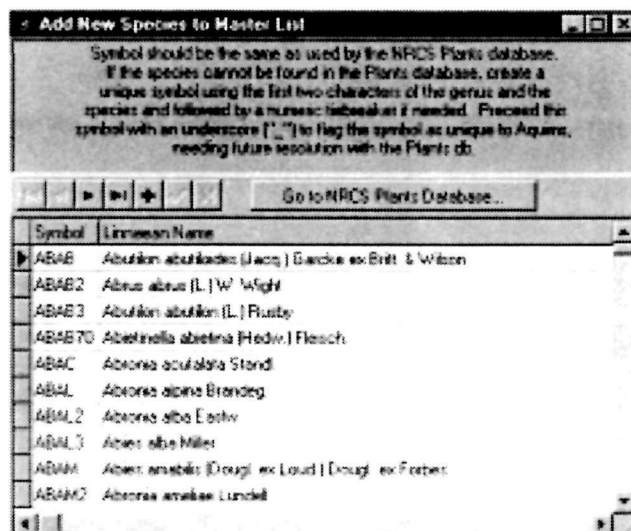 Add New Species to Master List
Symbol should be the same as used by the NRCS Plants database.
If the species cannot be found in the Plants database, create a
unique symbol using the first two characters of the genus and the
species and followed by a numeric tiebreaker if needed. Preceed this
symbol with an underscore ("_") to flag the symbol as unique to Aquens,
needing future resolution with the Plants db.
Go to NRCS Plants Database...
Symbol Linnaean Name
ABAB Abutilon abutiloides (Jacq.) Garcke ex Britt. & Wilson
ABAB2 Abrus abrus (L.) W. Wight
ABAB3 Abutilon abutilon (L.) Rusby
ABAB70 Abietinella abietina (Hedw.) Fleisch.
ABAC Abronia aculalata Standl.
ABAL Abronia alpina Brandeg.
ABAL2 Abronia alba Eastw.
ABAL3 Abies alba Miller
ABAM Abies amabilis (Dougl. ex Loud.) Dougl. ex Forbes
ABAM2 Abronia ameliae Lundell